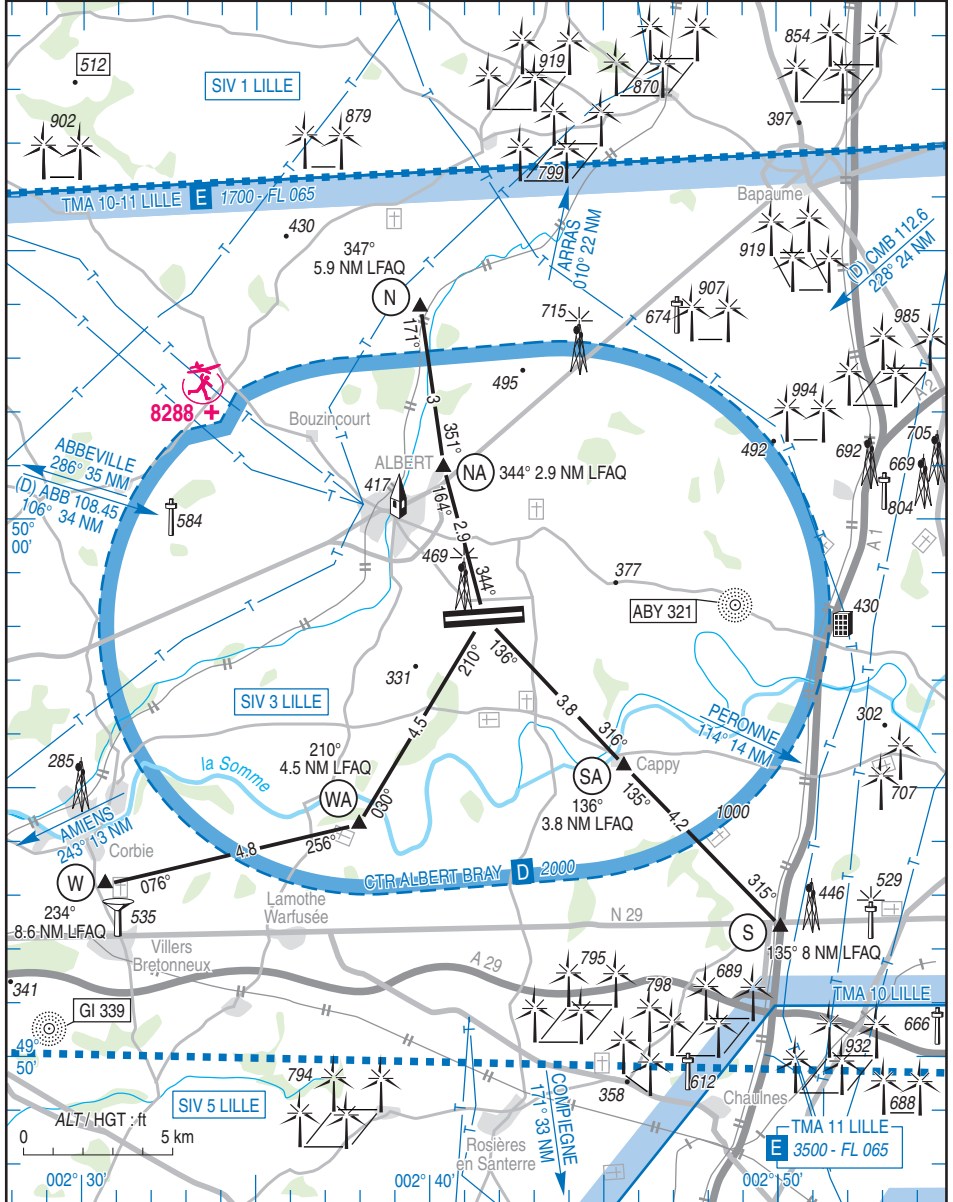 512
SIV 1 LILLE
902
879
919
870
854
397
799
TMA 10-11 LILLE E 1700 - FL 065
Bapaume
430
ARRAS
010° 22 NM
919
(D) CMB 112.6
228° 24 NM
347°
5.9 NM LFAQ
N
171°
715
674
907
985
8288
495
3
994
A 2
Bouzincourt
351°
492
692
705
669
804
ABBEVILLE
286° 35 NM
(D) ABB 108.45
106° 34 NM
ALBERT
NA
344° 2.9 NM LFAQ
417
164°
584
50°
00'
2.9
A 1
469
344°
377
ABY 321
430
210°
136°
331
SIV 3 LILLE
3.8
4.5
PERONNE
114° 14 NM
302
316°
210°
4.5 NM LFAQ
la Somme
285
WA
030°
SA
Cappy
136°
3.8 NM LFAQ
135°
707
AMIENS
243° 13 NM
4.2
1000
256°
Corbie
4.8
W
076°
CTR ALBERT BRAY D 2000
234°
8.6 NM LFAQ
535
Lamothe
Warfusée
315°
446
529
N 29
S
135° 8 NM LFAQ
Villers
Bretonneux
A 29
795
689
341
798
TMA 10 LILLE
GI 339
666
49°
50'
932
794
612
358
688
SIV 5 LILLE
COMPIEGNE
171° 33 NM
Chaulnes
ALT / HGT : ft
0 5 km
TMA 11 LILLE
E 3500 - FL 065
Rosières
en Santerre
002° 30'
002° 40'
002° 50'